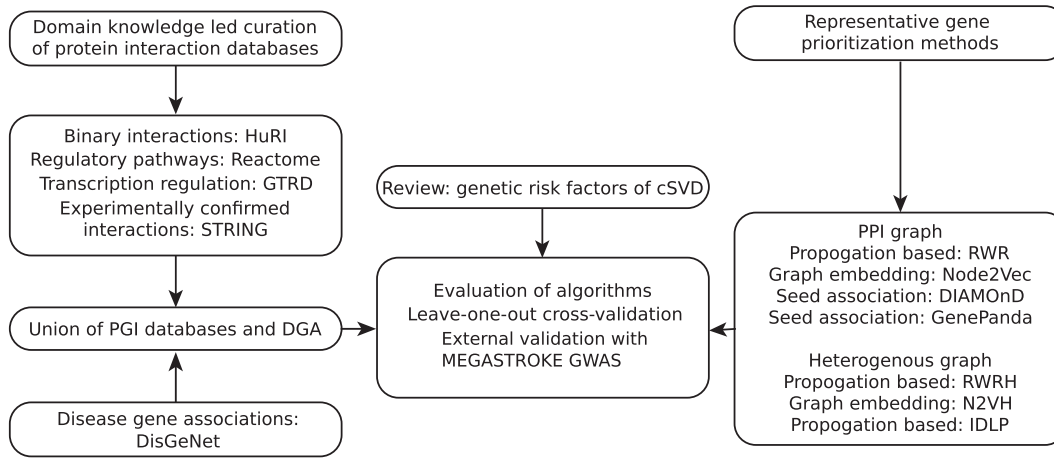 Domain knowledge led curation
of protein interaction databases
Binary interactions: HuRI
Regulatory pathways: Reactome
Transcription regulation: GTRD
Experimentally confirmed
interactions: STRING
Union of PGI databases and DGA
Disease gene associations:
DisGeNet
Review: genetic risk factors of cSVD
Evaluation of algorithms
Leave-one-out cross-validation
External validation with
MEGASTROKE GWAS
Representative gene
prioritization methods
PPI graph
Propogation based: RWR
Graph embedding: Node2Vec
Seed association: DIAMOnD
Seed association: GenePanda
Heterogenous graph
Propogation based: RWRH
Graph embedding: N2VH
Propogation based: IDLP